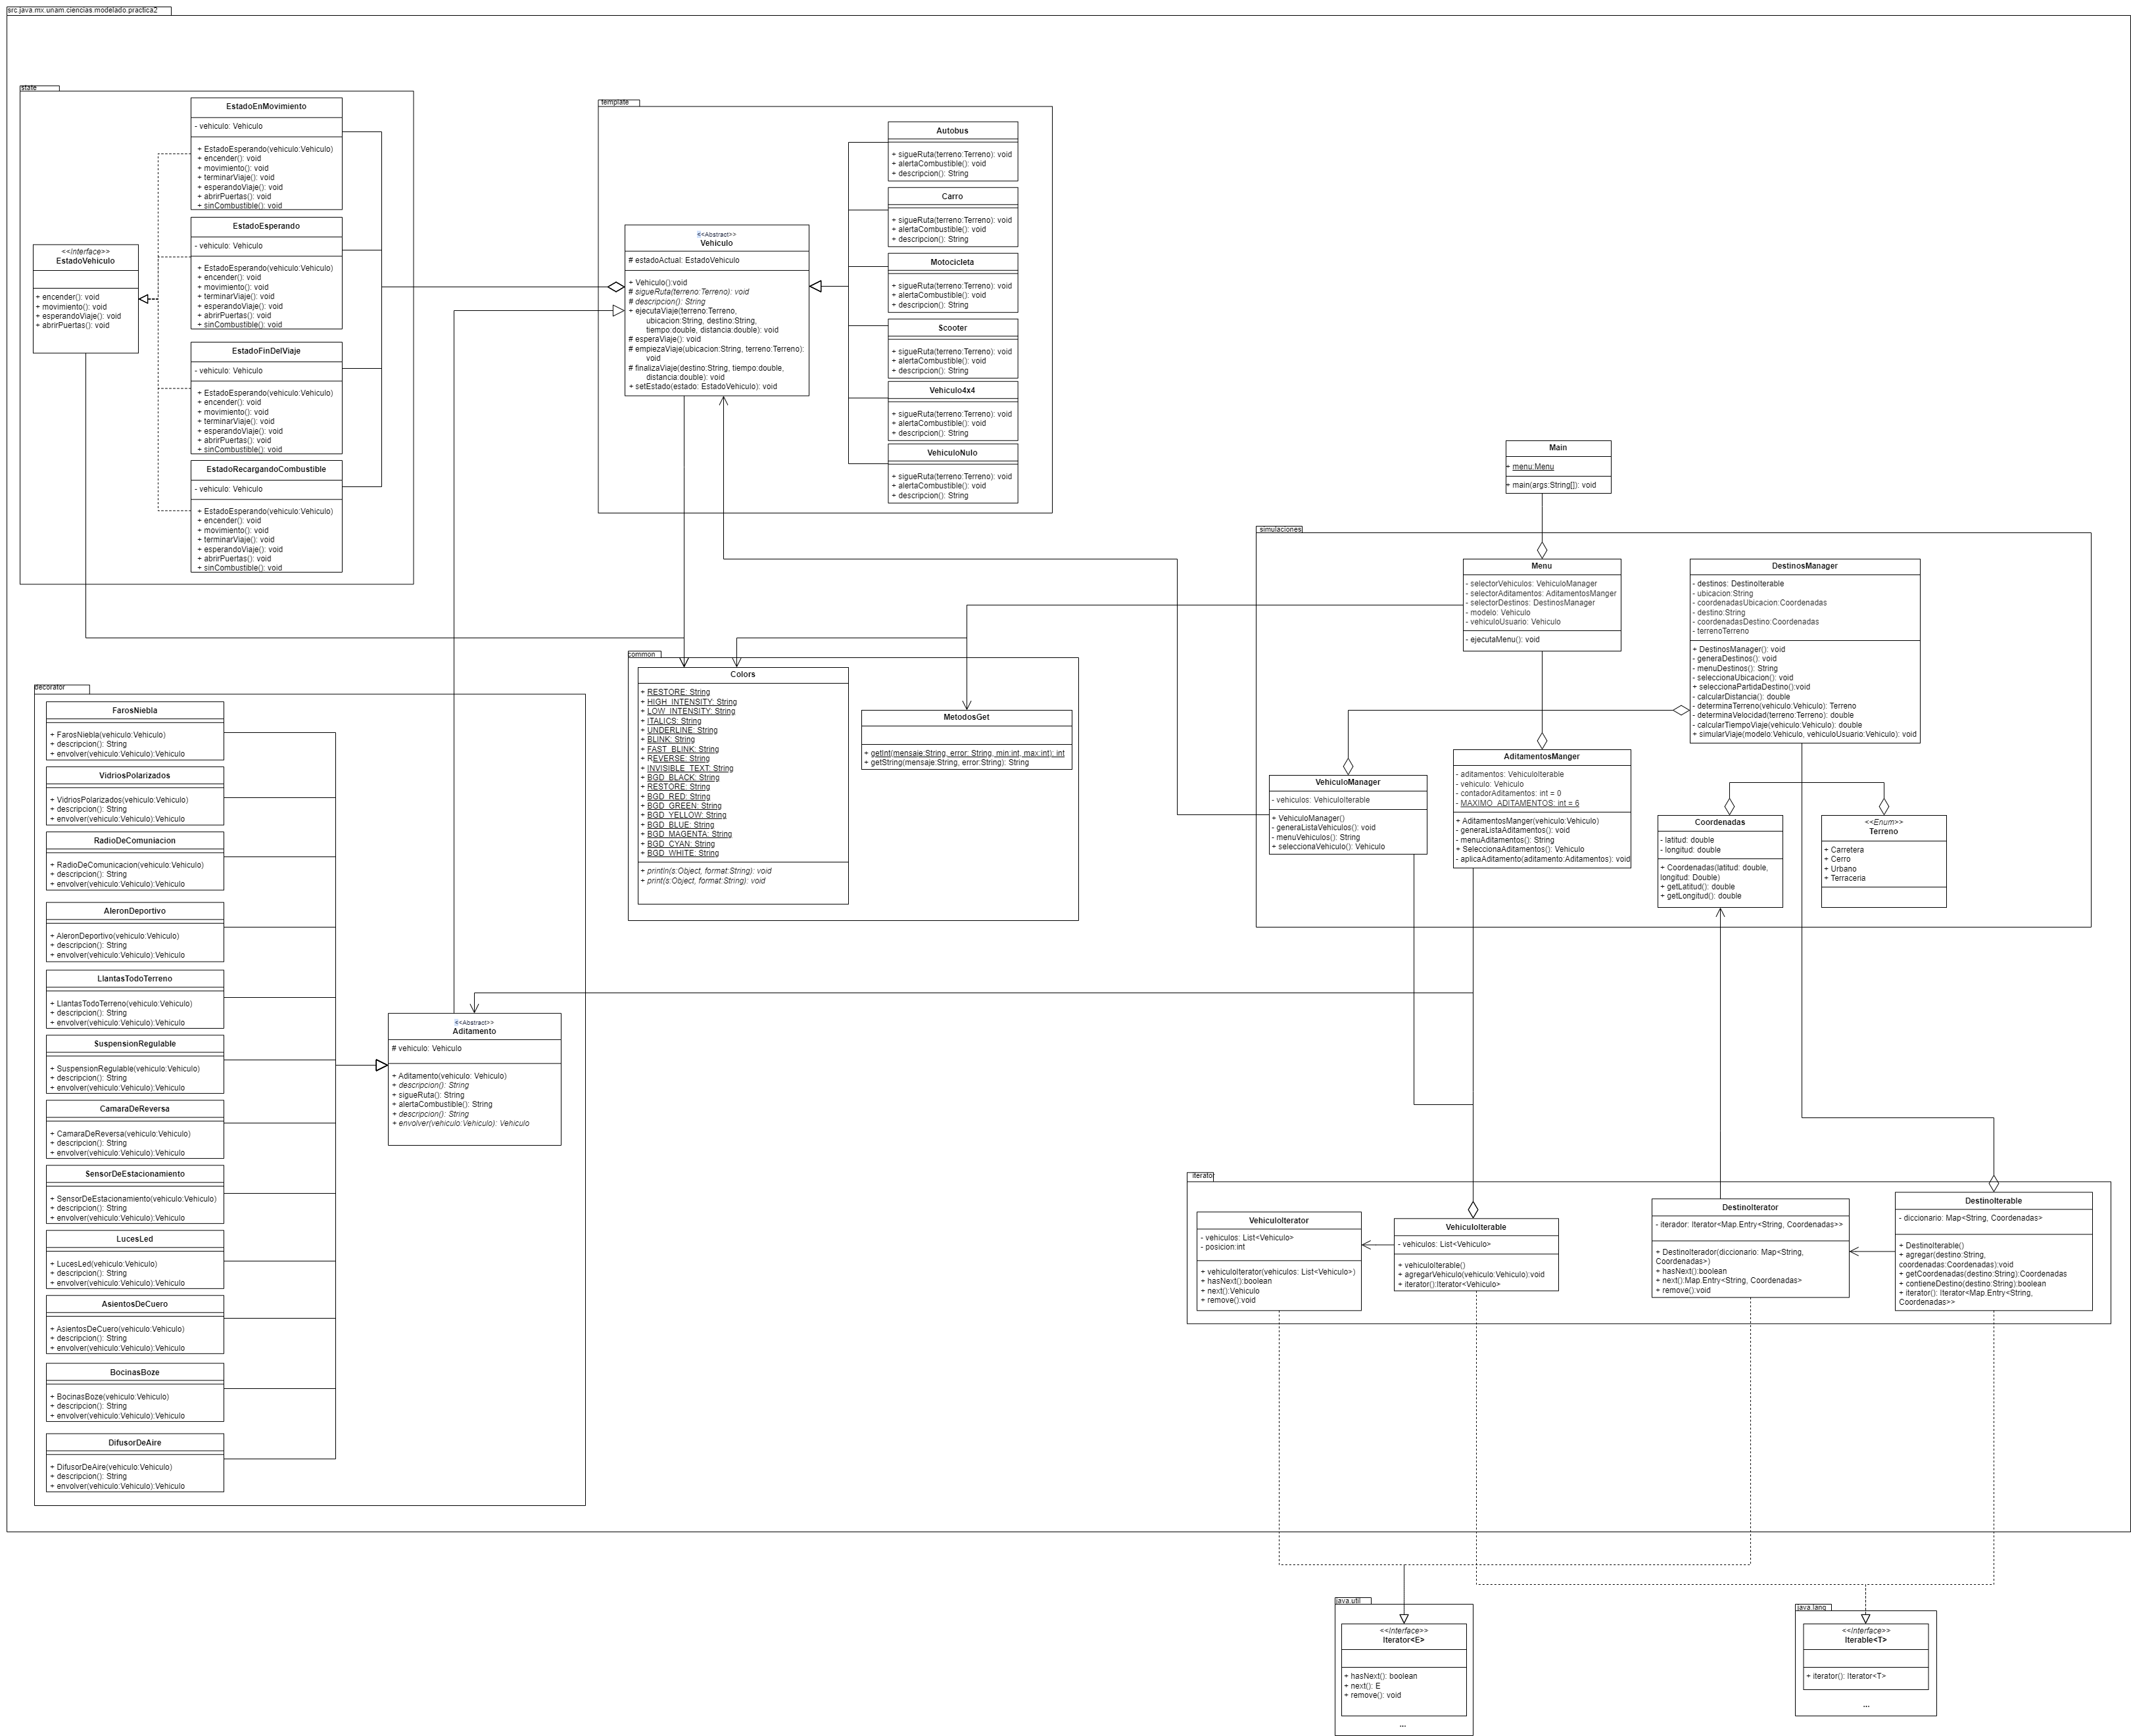 src.java.mx.unam.ciencias.modelado.practica2
state
EstadoEnMovimiento
- vehiculo: Vehiculo
+ EstadoEsperando(vehiculo:Vehiculo)
+ encender(): void
+ movimiento(): void
+ terminarViaje(): void
+ esperandoViaje(): void
+ abrirPuertas(): void
+ sinCombustible(): void
EstadoEsperando
- vehiculo: Vehiculo
+ EstadoEsperando(vehiculo:Vehiculo)
+ encender(): void
+ movimiento(): void
+ terminarViaje(): void
+ esperandoViaje(): void
+ abrirPuertas(): void
+ sinCombustible(): void
<<Interface>>
EstadoVehiculo
+ encender(): void
+ movimiento(): void
+ esperandoViaje(): void
+ abrirPuertas(): void
EstadoFinDelViaje
- vehiculo: Vehiculo
+ EstadoEsperando(vehiculo:Vehiculo)
+ encender(): void
+ movimiento(): void
+ terminarViaje(): void
+ esperandoViaje(): void
+ abrirPuertas(): void
+ sinCombustible(): void
EstadoRecargandoCombustible
- vehiculo: Vehiculo
+ EstadoEsperando(vehiculo:Vehiculo)
+ encender(): void
+ movimiento(): void
+ terminarViaje(): void
+ esperandoViaje(): void
+ abrirPuertas(): void
+ sinCombustible(): void
template
<<Abstract>>
Vehiculo
# estadoActual: EstadoVehiculo
+ Vehiculo():void
# sigueRuta(terreno:Terreno): void
# descripcion(): String
+ ejecutaViaje(terreno:Terreno,
ubicacion:String, destino:String,
tiempo:double, distancia:double): void
# esperaViaje(): void
# empiezaViaje(ubicacion:String, terreno:Terreno):
void
# finalizaViaje(destino:String, tiempo:double,
distancia:double): void
+ setEstado(estado: EstadoVehiculo): void
Autobus
+ sigueRuta(terreno:Terreno): void
+ alertaCombustible(): void
+ descripcion(): String
Carro
+ sigueRuta(terreno:Terreno): void
+ alertaCombustible(): void
+ descripcion(): String
Motocicleta
+ sigueRuta(terreno:Terreno): void
+ alertaCombustible(): void
+ descripcion(): String
Scooter
+ sigueRuta(terreno:Terreno): void
+ alertaCombustible(): void
+ descripcion(): String
Vehiculo4x4
+ sigueRuta(terreno:Terreno): void
+ alertaCombustible(): void
+ descripcion(): String
VehiculoNulo
+ sigueRuta(terreno:Terreno): void
+ alertaCombustible(): void
+ descripcion(): String
Main
+ menu:Menu
+ main(args:String[]): void
simulaciones
Menu
- selectorVehiculos: VehiculoManager
- selectorAditamentos: AditamentosManger
- selectorDestinos: DestinosManager
- modelo: Vehiculo
- vehiculoUsuario: Vehiculo
- ejecutaMenu(): void
DestinosManager
- destinos: DestinoIterable
- ubicacion:String
- coordenadasUbicacion:Coordenadas
- destino:String
- coordenadasDestino:Coordenadas
- terrenoTerreno
+ DestinosManager(): void
- generaDestinos(): void
- menuDestinos(): String
- seleccionaUbicacion(): void
+ seleccionaPartidaDestino():void
- calcularDistancia(): double
- determinaTerreno(vehiculo:Vehiculo): Terreno
- determinaVelocidad(terreno:Terreno): double
- calcularTiempoViaje(vehiculo:Vehiculo): double
+ simularViaje(modelo:Vehiculo, vehiculoUsuario:Vehiculo): void
VehiculoManager
- vehiculos: VehiculoIterable
+ VehiculoManager()
- generaListaVehiculos(): void
- menuVehiculos(): String
+ seleccionaVehiculo(): Vehiculo
AditamentosManger
- aditamentos: VehiculoIterable
- vehiculo: Vehiculo
- contadorAditamentos: int = 0
- MAXIMO_ADITAMENTOS: int = 6
+ AditamentosManger(vehiculo:Vehiculo)
- generaListaAditamentos(): void
- menuAditamentos(): String
+ SeleccionaAditamentos(): Vehiculo
- aplicaAditamento(aditamento:Aditamentos): void
Coordenadas
- latitud: double
- longitud: double
+ Coordenadas(latitud: double,
longitud: Double)
+ getLatitud(): double
+ getLongitud(): double
<<Enum>>
Terreno
+ Carretera
+ Cerro
+ Urbano
+ Terraceria
common
Colors
+ RESTORE: String
+ HIGH_INTENSITY: String
+ LOW_INTENSITY: String
+ ITALICS: String
+ UNDERLINE: String
+ BLINK: String
+ FAST_BLINK: String
+ REVERSE: String
+ INVISIBLE_TEXT: String
+ BGD_BLACK: String
+ RESTORE: String
+ BGD_RED: String
+ BGD_GREEN: String
+ BGD_YELLOW: String
+ BGD_BLUE: String
+ BGD_MAGENTA: String
+ BGD_CYAN: String
+ BGD_WHITE: String
+ println(s:Object, format:String): void
+ print(s:Object, format:String): void
MetodosGet
+ getInt(mensaje:String, error: String, min:int, max:int): int
+ getString(mensaje:String, error:String): String
decorator
FarosNiebla
+ FarosNiebla(vehiculo:Vehiculo)
+ descripcion(): String
+ envolver(vehiculo:Vehiculo):Vehiculo
VidriosPolarizados
+ VidriosPolarizados(vehiculo:Vehiculo)
+ descripcion(): String
+ envolver(vehiculo:Vehiculo):Vehiculo
RadioDeComuniacion
+ RadioDeComunicacion(vehiculo:Vehiculo)
+ descripcion(): String
+ envolver(vehiculo:Vehiculo):Vehiculo
AleronDeportivo
+ AleronDeportivo(vehiculo:Vehiculo)
+ descripcion(): String
+ envolver(vehiculo:Vehiculo):Vehiculo
LlantasTodoTerreno
+ LlantasTodoTerreno(vehiculo:Vehiculo)
+ descripcion(): String
+ envolver(vehiculo:Vehiculo):Vehiculo
SuspensionRegulable
+ SuspensionRegulable(vehiculo:Vehiculo)
+ descripcion(): String
+ envolver(vehiculo:Vehiculo):Vehiculo
CamaraDeReversa
+ CamaraDeReversa(vehiculo:Vehiculo)
+ descripcion(): String
+ envolver(vehiculo:Vehiculo):Vehiculo
SensorDeEstacionamiento
+ SensorDeEstacionamiento(vehiculo:Vehiculo)
+ descripcion(): String
+ envolver(vehiculo:Vehiculo):Vehiculo
LucesLed
+ LucesLed(vehiculo:Vehiculo)
+ descripcion(): String
+ envolver(vehiculo:Vehiculo):Vehiculo
AsientosDeCuero
+ AsientosDeCuero(vehiculo:Vehiculo)
+ descripcion(): String
+ envolver(vehiculo:Vehiculo):Vehiculo
BocinasBoze
+ BocinasBoze(vehiculo:Vehiculo)
+ descripcion(): String
+ envolver(vehiculo:Vehiculo):Vehiculo
DifusorDeAire
+ DifusorDeAire(vehiculo:Vehiculo)
+ descripcion(): String
+ envolver(vehiculo:Vehiculo):Vehiculo
<<Abstract>>
Aditamento
# vehiculo: Vehiculo
+ Aditamento(vehiculo: Vehiculo)
+ descripcion(): String
+ sigueRuta(): String
+ alertaCombustible(): String
+ descripcion(): String
+ envolver(vehiculo:Vehiculo): Vehiculo
iterator
VehiculoIterator
- vehiculos: List<Vehiculo>
- posicion:int
+ vehiculoIterator(vehiculos: List<Vehiculo>)
+ hasNext():boolean
+ next():Vehiculo
+ remove():void
VehiculoIterable
- vehiculos: List<Vehiculo>
+ vehiculoIterable()
+ agregarVehiculo(vehiculo:Vehiculo):void
+ iterator():Iterator<Vehiculo>
DestinoIterator
- iterador: Iterator<Map.Entry<String, Coordenadas>>
+ DestinoIterador(diccionario: Map<String,
Coordenadas>)
+ hasNext():boolean
+ next():Map.Entry<String, Coordenadas>
+ remove():void
DestinoIterable
- diccionario: Map<String, Coordenadas>
+ DestinoIterable()
+ agregar(destino:String,
coordenadas:Coordenadas):void
+ getCoordenadas(destino:String):Coordenadas
+ contieneDestino(destino:String):boolean
+ iterator(): Iterator<Map.Entry<String,
Coordenadas>>
java.util
<<Interface>>
Iterator<E>
+ hasNext(): boolean
+ next(): E
+ remove(): void
...
java.lang
<<Interface>>
Iterable<T>
+ iterator(): Iterator<T>
...